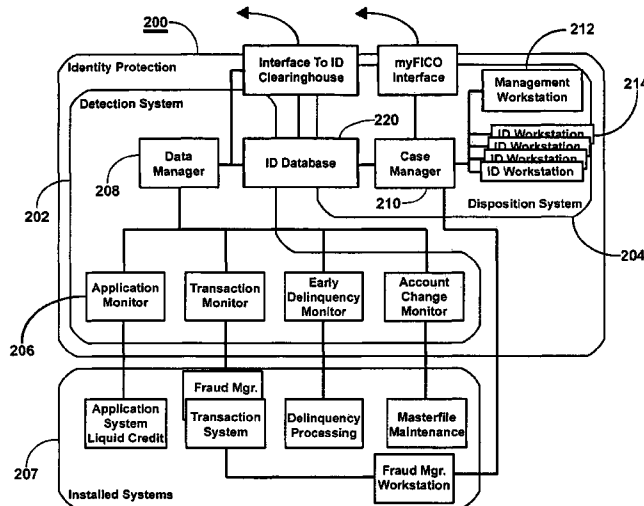 200
212
Identity Protection
Interface To ID
Clearinghouse
myFICO
Interface
Management
Workstation
214
Detection System
220
ID Workstation
ID Workstation
ID Workstation
ID Workstation
208
Data
Manager
ID Database
Case
Manager
210
Disposition System
202
204
Application
Monitor
Transaction
Monitor
Early
Delinquency
Monitor
Account
Change
Monitor
206
Fraud Mgr.
Application
System
Liquid Credit
Transaction
System
Delinquency
Processing
Masterfile
Maintenance
207
Fraud Mgr.
Workstation
Installed Systems